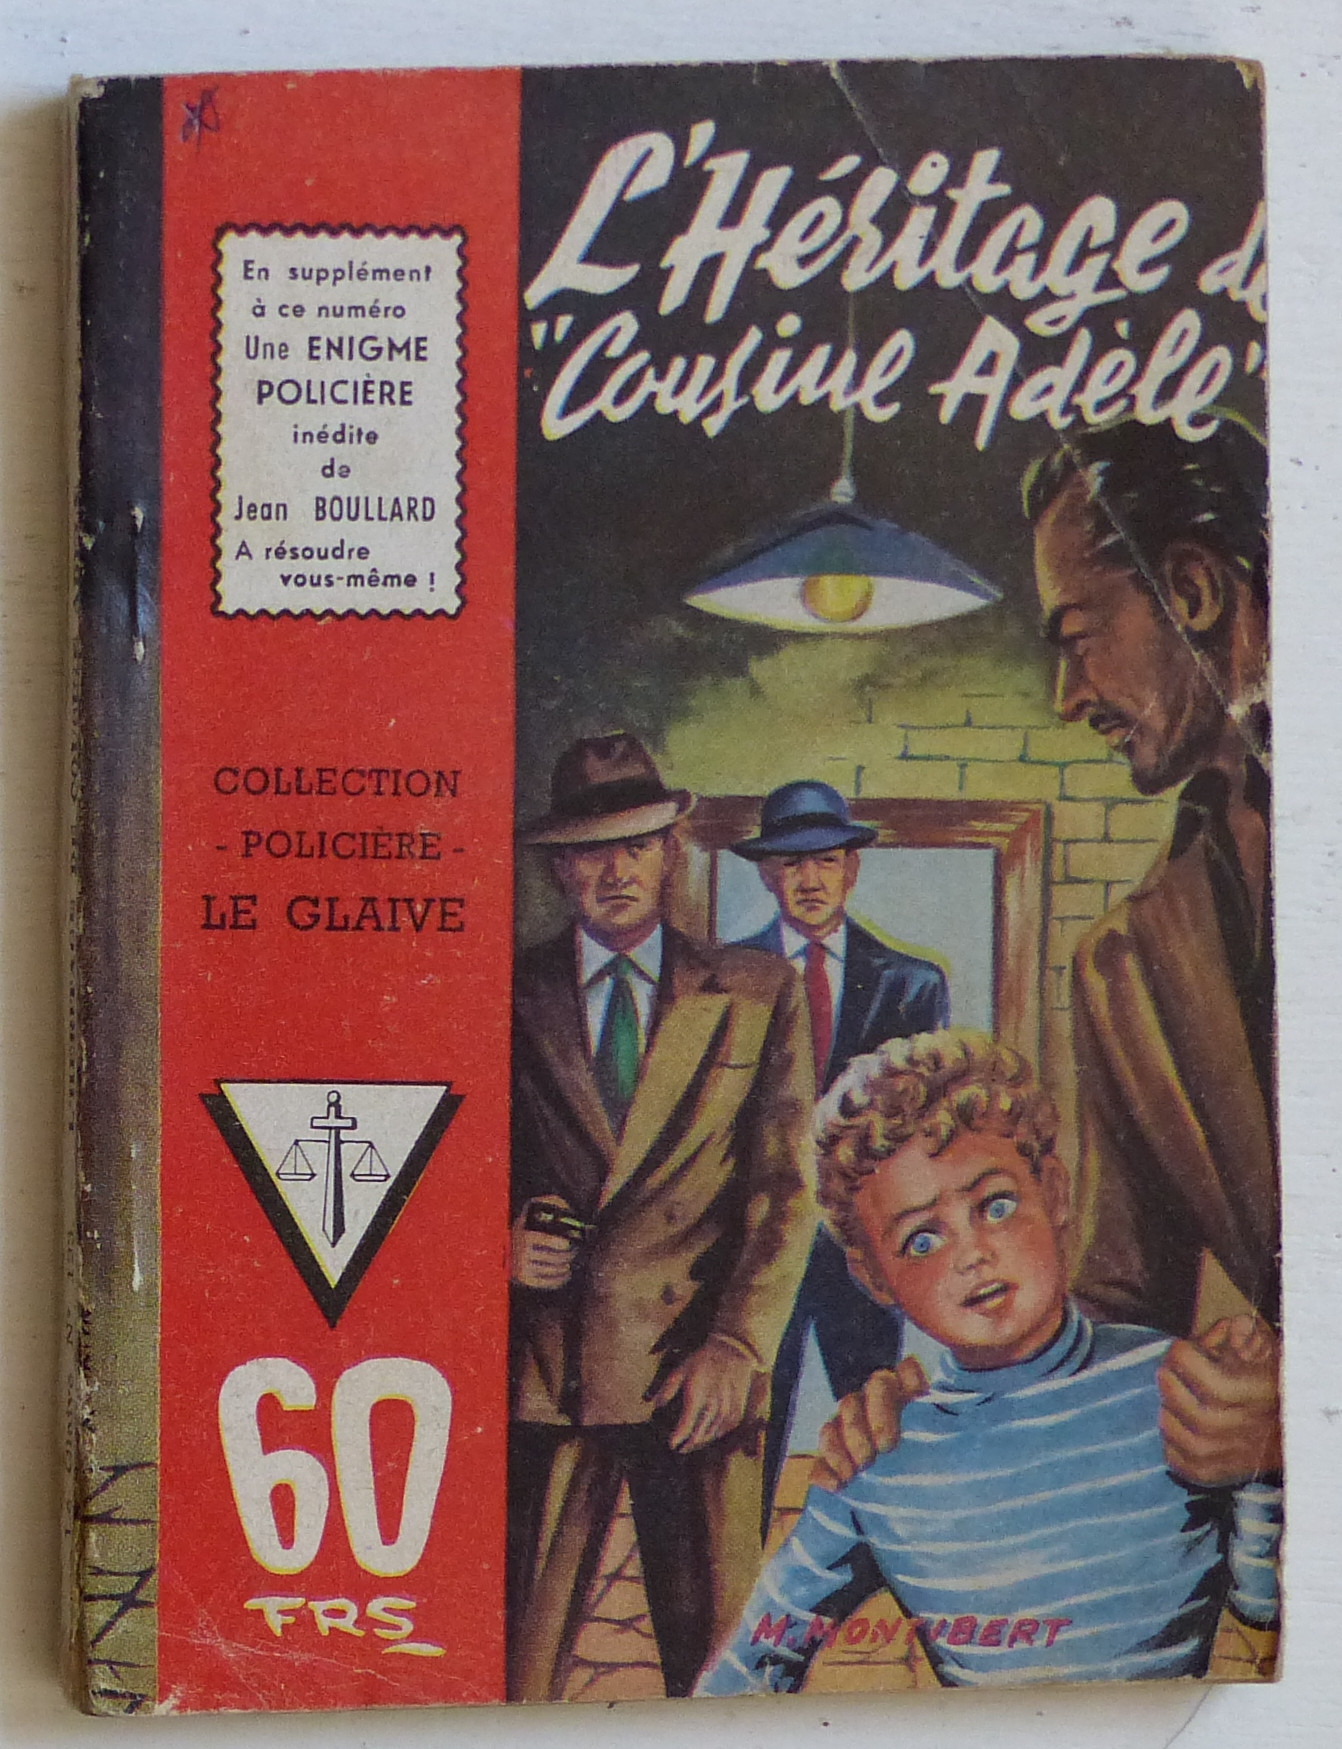 En supplément
à ce numéro
Une ENIGME
POLICIÈRE
inédite
de
Jean BOULLARD
A résoudre
vous-même !
COLLECTION
- POLICIÈRE -
LE GLAIVE
60
FRS
L'Héritage de
"Cousine Adèle"
M. MONTUBERT